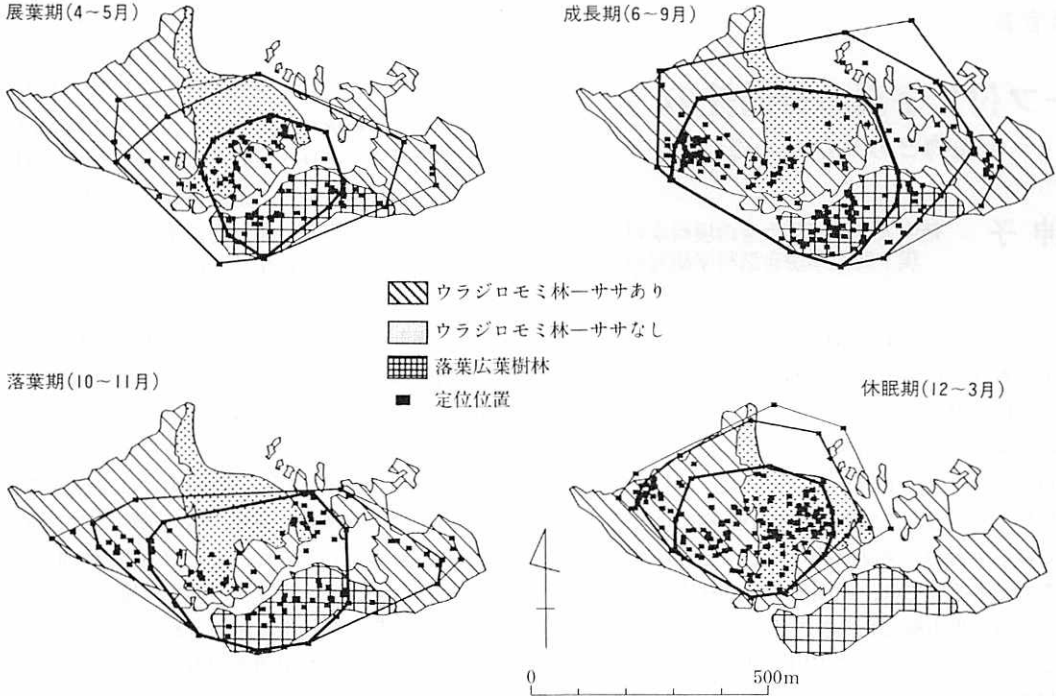 展葉期(4～5月)
成長期(6～9月)
ウラジロモミ林―ササあり
ウラジロモミ林―ササなし
落葉広葉樹林
定位位置
落葉期(10～11月)
休眠期(12～3月)
0
500m